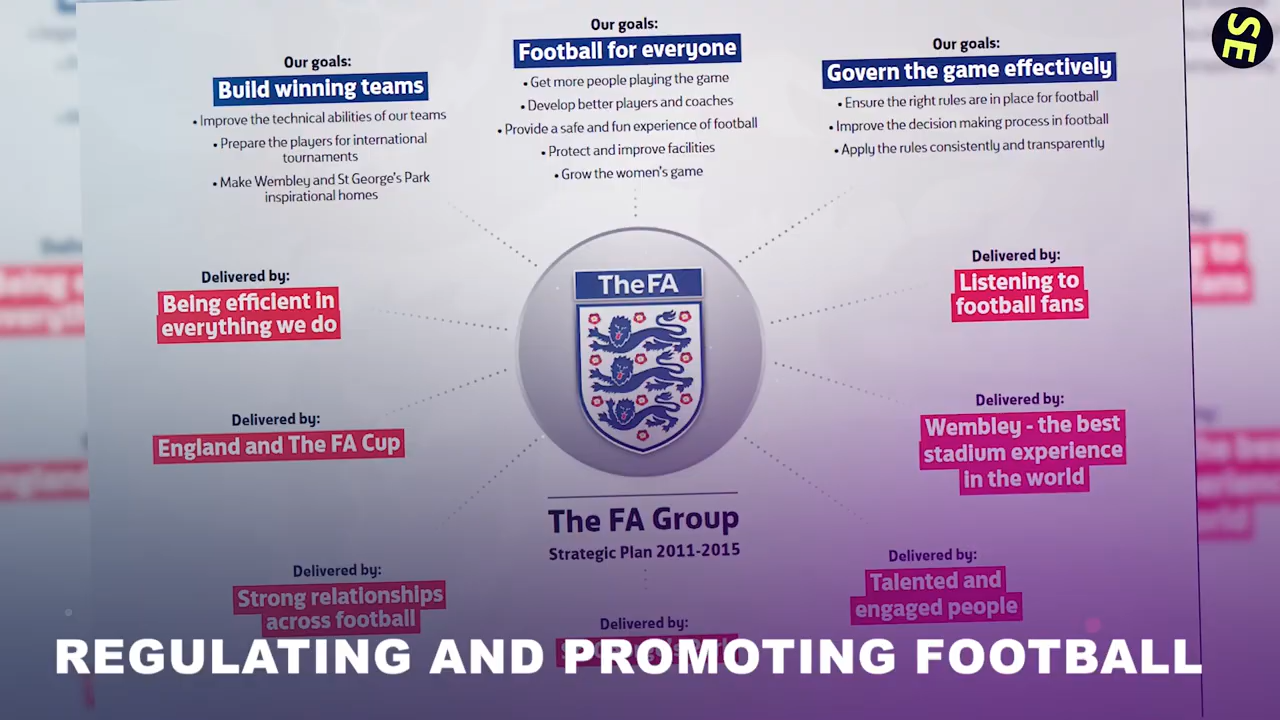 SE
Our goals:
Build winning teams
• Improve the technical abilities of our teams
• Prepare the players for international
tournaments
• Make Wembley and St George's Park
inspirational homes
Our goals:
Football for everyone
• Get more people playing the game
• Develop better players and coaches
• Provide a safe and fun experience of football
• Protect and improve facilities
• Grow the women's game
Our goals:
Govern the game effectively
• Ensure the right rules are in place for football
• Improve the decision making process in football
• Apply the rules consistently and transparently
Delivered by:
Being efficient in
everything we do
Delivered by:
England and The FA Cup
Delivered by:
Strong relationships
across football
TheFA
The FA Group
Strategic Plan 2011-2015
Delivered by:
Delivered by:
Listening to
football fans
Delivered by:
Wembley - the best
stadium experience
in the world
Delivered by:
Talented and
engaged people
REGULATING AND PROMOTING FOOTBALL